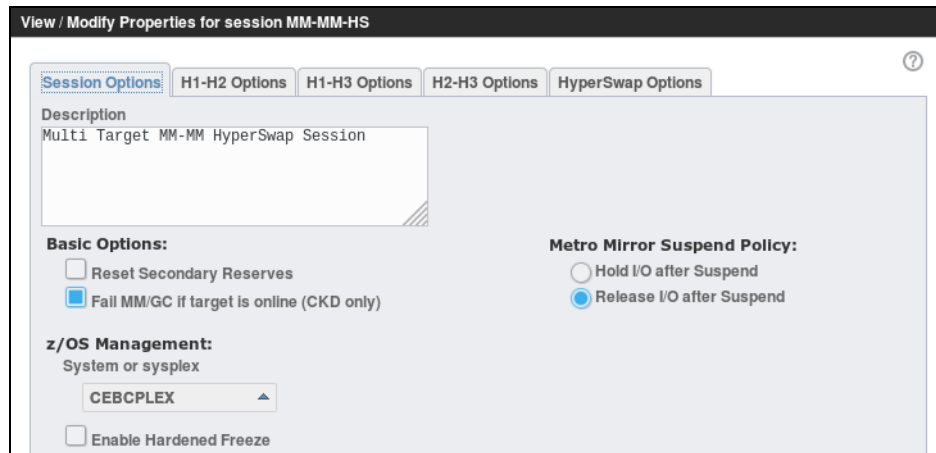 View / Modify Properties for session MM-MM-HS
?
Session Options H1-H2 Options H1-H3 Options H2-H3 Options HyperSwap Options
Description
Multi Target MM-MM HyperSwap Session
Basic Options:
Reset Secondary Reserves
Fail MM/GC if target is online (CKD only)
Metro Mirror Suspend Policy:
Hold I/O after Suspend
Release I/O after Suspend
z/OS Management:
System or sysplex
CEBCPLEX
Enable Hardened Freeze